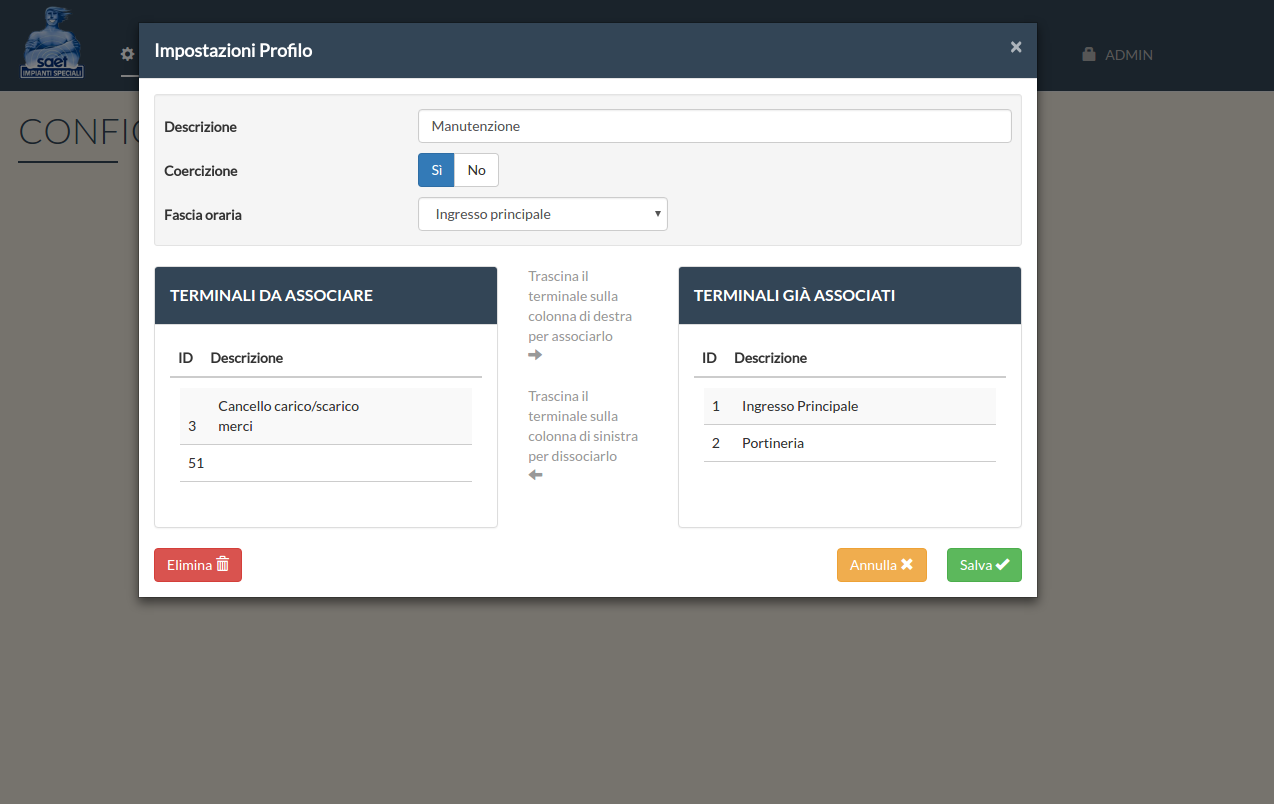 saet
IMPIANTI SPECIALI
ADMIN
CONFIG
Impostazioni Profilo
×
Descrizione
Manutenzione
Coercizione
Sì No
Fascia oraria
Ingresso principale
TERMINALI DA ASSOCIARE
ID Descrizione
Cancello carico/scarico
3 merci
51
Trascina il
terminale sulla
colonna di destra
per associarlo
Trascina il
terminale sulla
colonna di sinistra
per dissociarlo
TERMINALI GIÀ ASSOCIATI
ID Descrizione
1 Ingresso Principale
2 Portineria
Elimina
Annulla
Salva